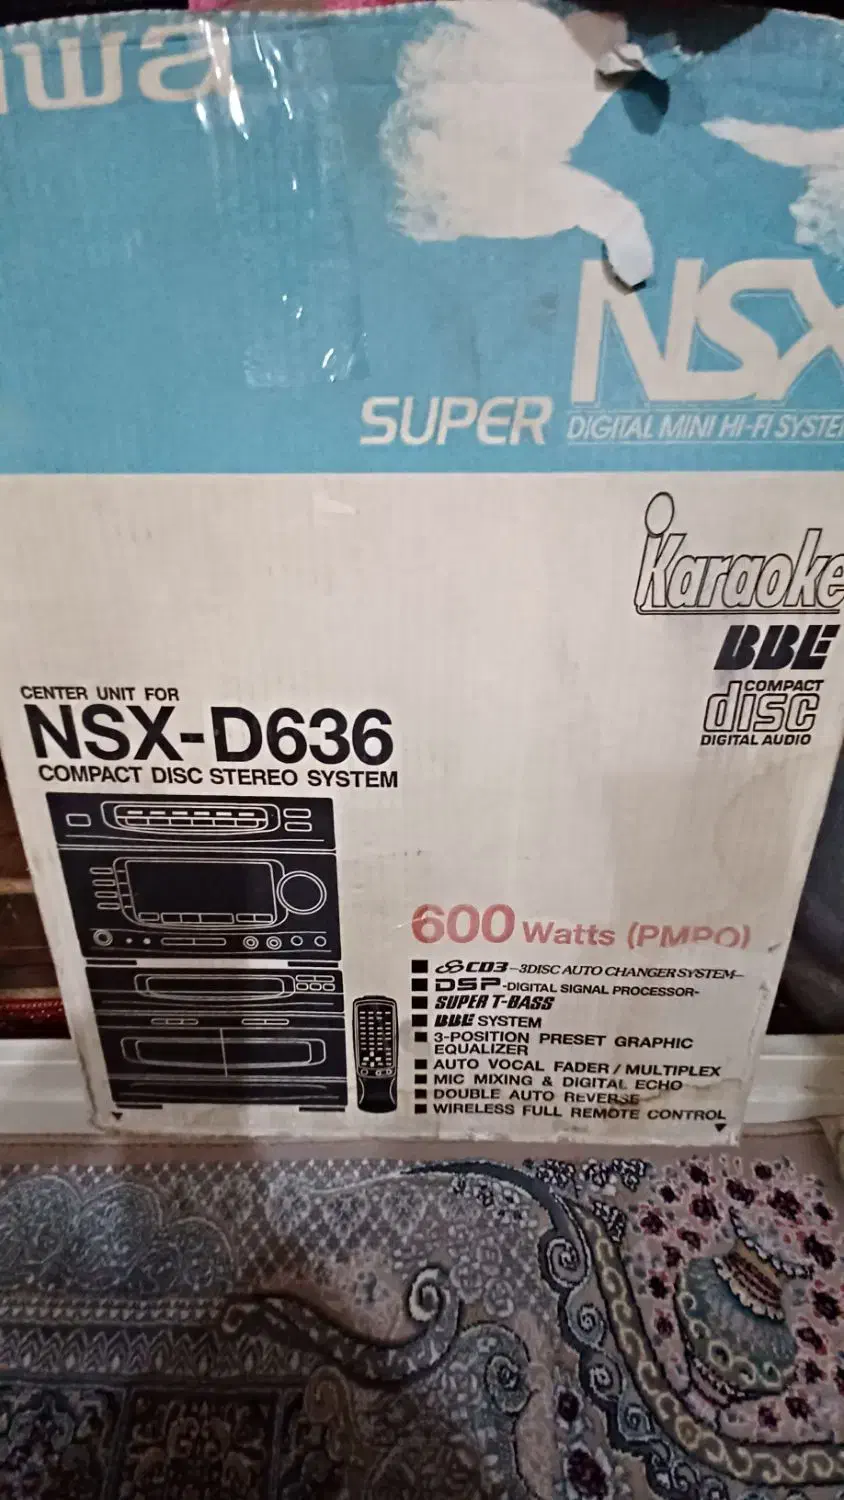 iwa
NSX
SUPER DIGITAL MINI HI-FI SYSTEM
Karaoke
BBE
COMPACT
disc
DIGITAL AUDIO
CENTER UNIT FOR
NSX-D636
COMPACT DISC STEREO SYSTEM
600 Watts (PMPO)
CD3-3DISC AUTO CHANGER SYSTEM-
DSP-DIGITAL SIGNAL PROCESSOR-
SUPER T-BASS
BBE SYSTEM
3-POSITION PRESET GRAPHIC
EQUALIZER
AUTO VOCAL FADER / MULTIPLEX
MIC MIXING & DIGITAL ECHO
DOUBLE AUTO REVERSE
WIRELESS FULL REMOTE CONTROL